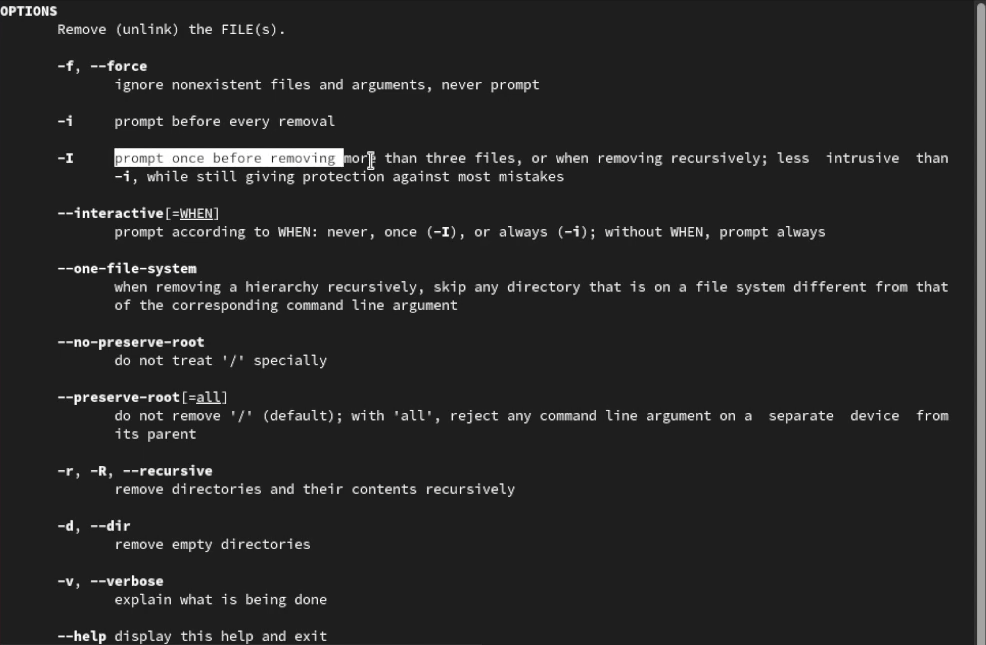 OPTIONS
Remove (unlink) the FILE(s).
-f, --force
ignore nonexistent files and arguments, never prompt
-i prompt before every removal
-I prompt once before removing more than three files, or when removing recursively; less intrusive than
-i, while still giving protection against most mistakes
--interactive[=WHEN]
prompt according to WHEN: never, once (-I), or always (-i); without WHEN, prompt always
--one-file-system
when removing a hierarchy recursively, skip any directory that is on a file system different from that
of the corresponding command line argument
--no-preserve-root
do not treat '/' specially
--preserve-root[=all]
do not remove '/' (default); with 'all', reject any command line argument on a separate device from
its parent
-r, -R, --recursive
remove directories and their contents recursively
-d, --dir
remove empty directories
-v, --verbose
explain what is being done
--help display this help and exit